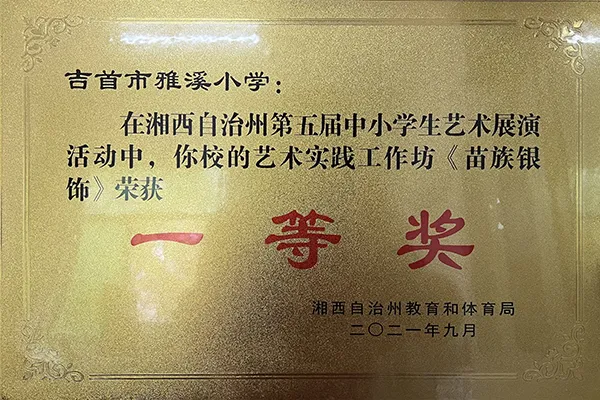 吉首市雅溪小学：
在湘西自治州第五届中小学生艺术展演
活动中，你校的艺术实践工作坊《苗族银
饰》荣获
一等奖
湘西自治州教育和体育局
二〇二一年九月